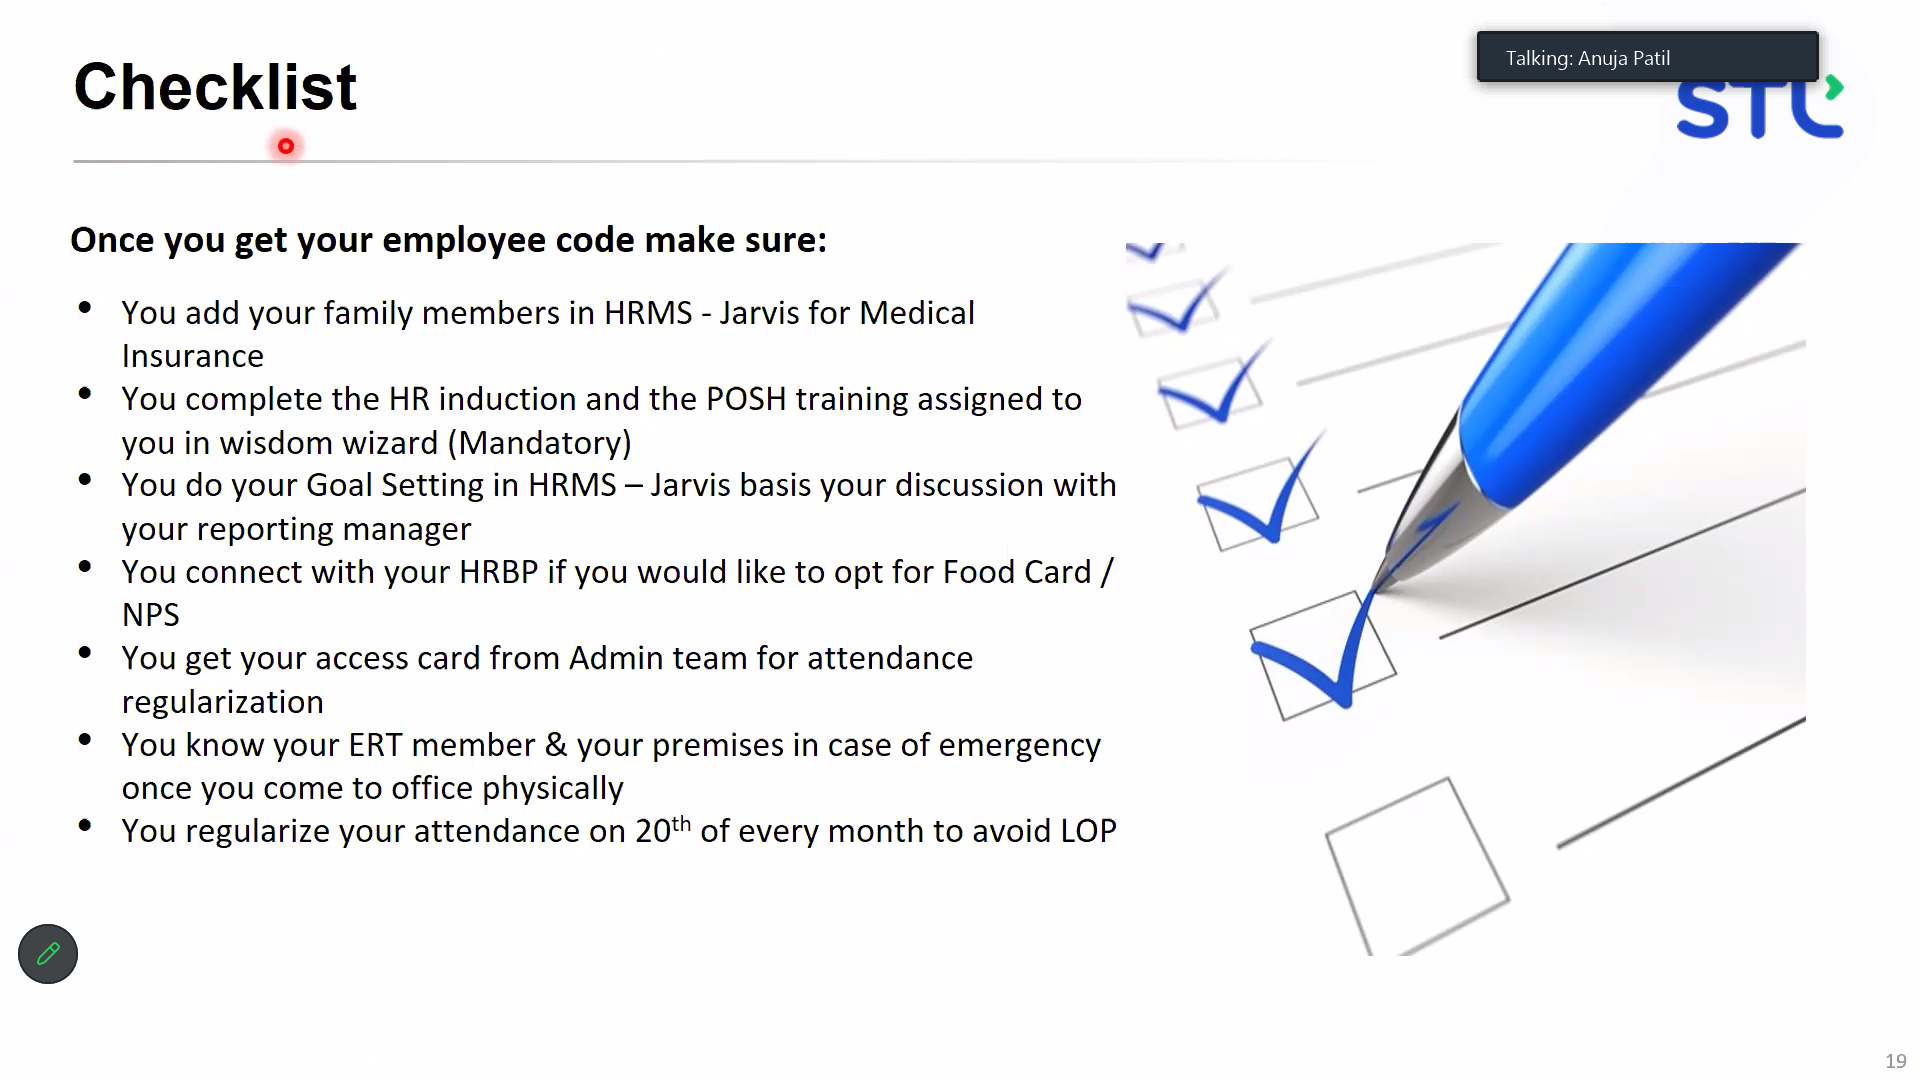 Checklist
Talking: Anuja Patil
STL
Once you get your employee code make sure:
• You add your family members in HRMS - Jarvis for Medical
Insurance
• You complete the HR induction and the POSH training assigned to
you in wisdom wizard (Mandatory)
• You do your Goal Setting in HRMS – Jarvis basis your discussion with
your reporting manager
• You connect with your HRBP if you would like to opt for Food Card /
NPS
• You get your access card from Admin team for attendance
regularization
• You know your ERT member & your premises in case of emergency
once you come to office physically
• You regularize your attendance on 20th of every month to avoid LOP
19